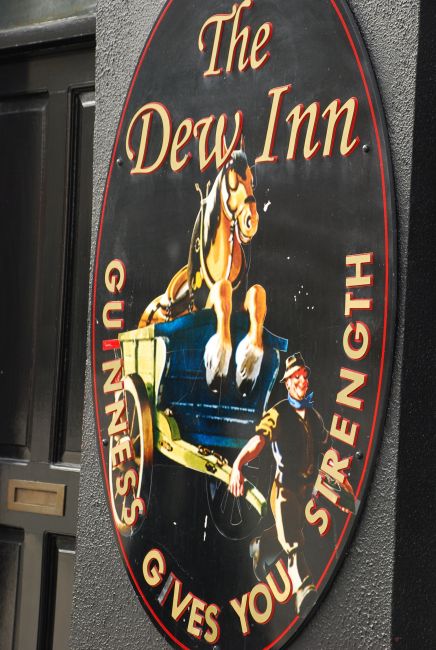 The
Dew Inn
GUINNESS GIVES YOU STRENGTH